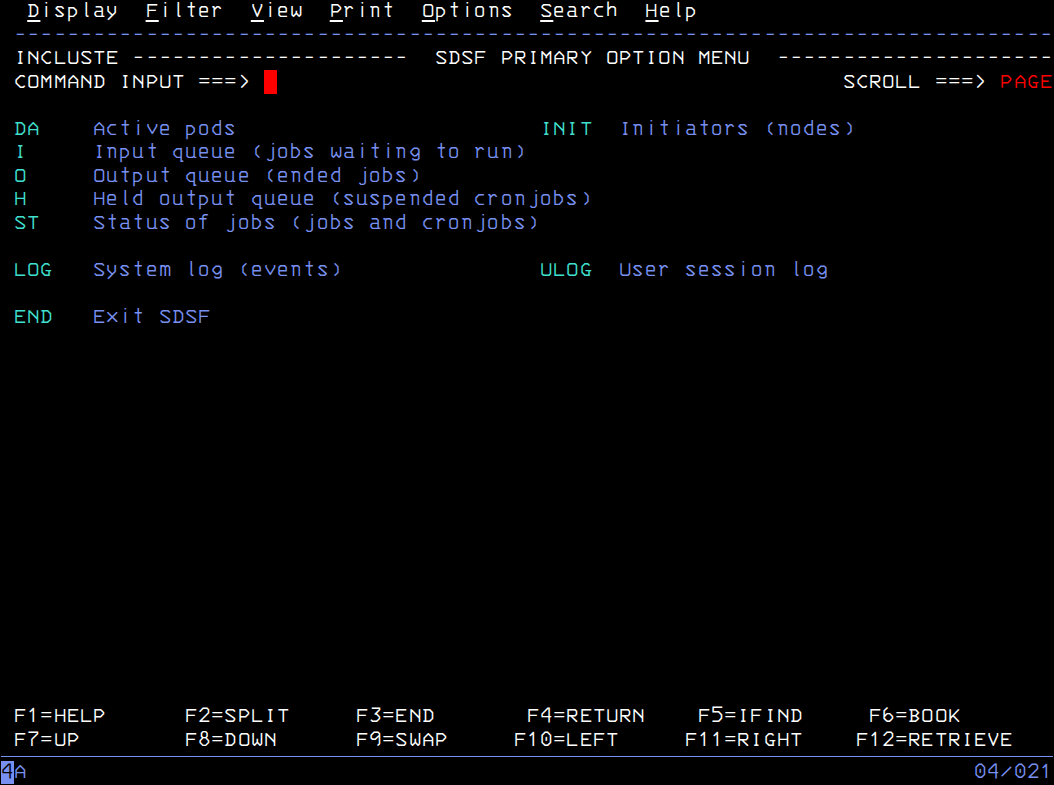 Display Filter View Print Options Search Help
--------------------------------------------------------------------------------
INCLUSTE --------------------- SDSF PRIMARY OPTION MENU ---------------------
COMMAND INPUT ===> SCROLL ===> PAGE
DA Active pods INIT Initiators (nodes)
I Input queue (jobs waiting to run)
O Output queue (ended jobs)
H Held output queue (suspended cronjobs)
ST Status of jobs (jobs and cronjobs)
LOG System log (events) ULOG User session log
END Exit SDSF
F1=HELP F2=SPLIT F3=END F4=RETURN F5=IFIND F6=BOOK
F7=UP F8=DOWN F9=SWAP F10=LEFT F11=RIGHT F12=RETRIEVE
4A 04/021